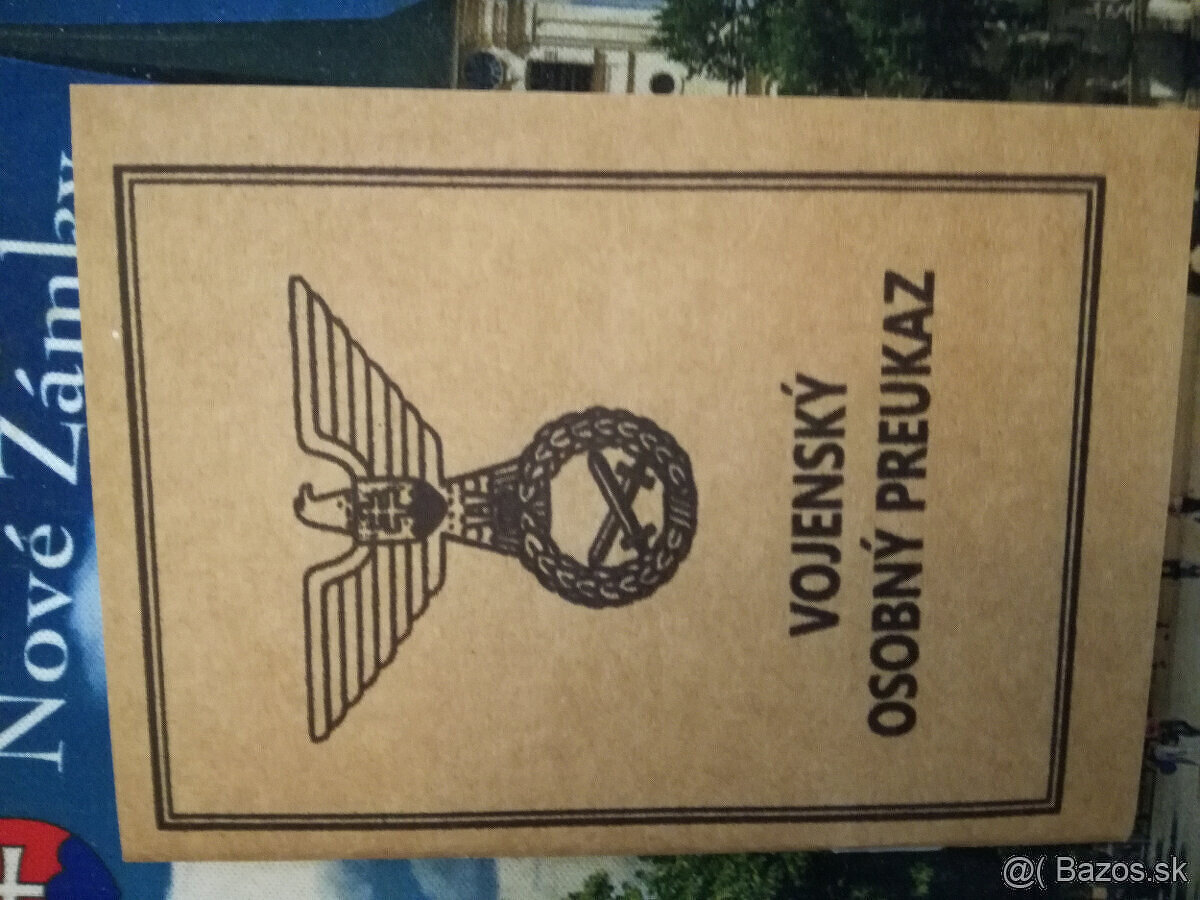 Nové Zámky
VOJENSKÝ
OSOBNÝ PREUKAZ
@( Bazos.sk